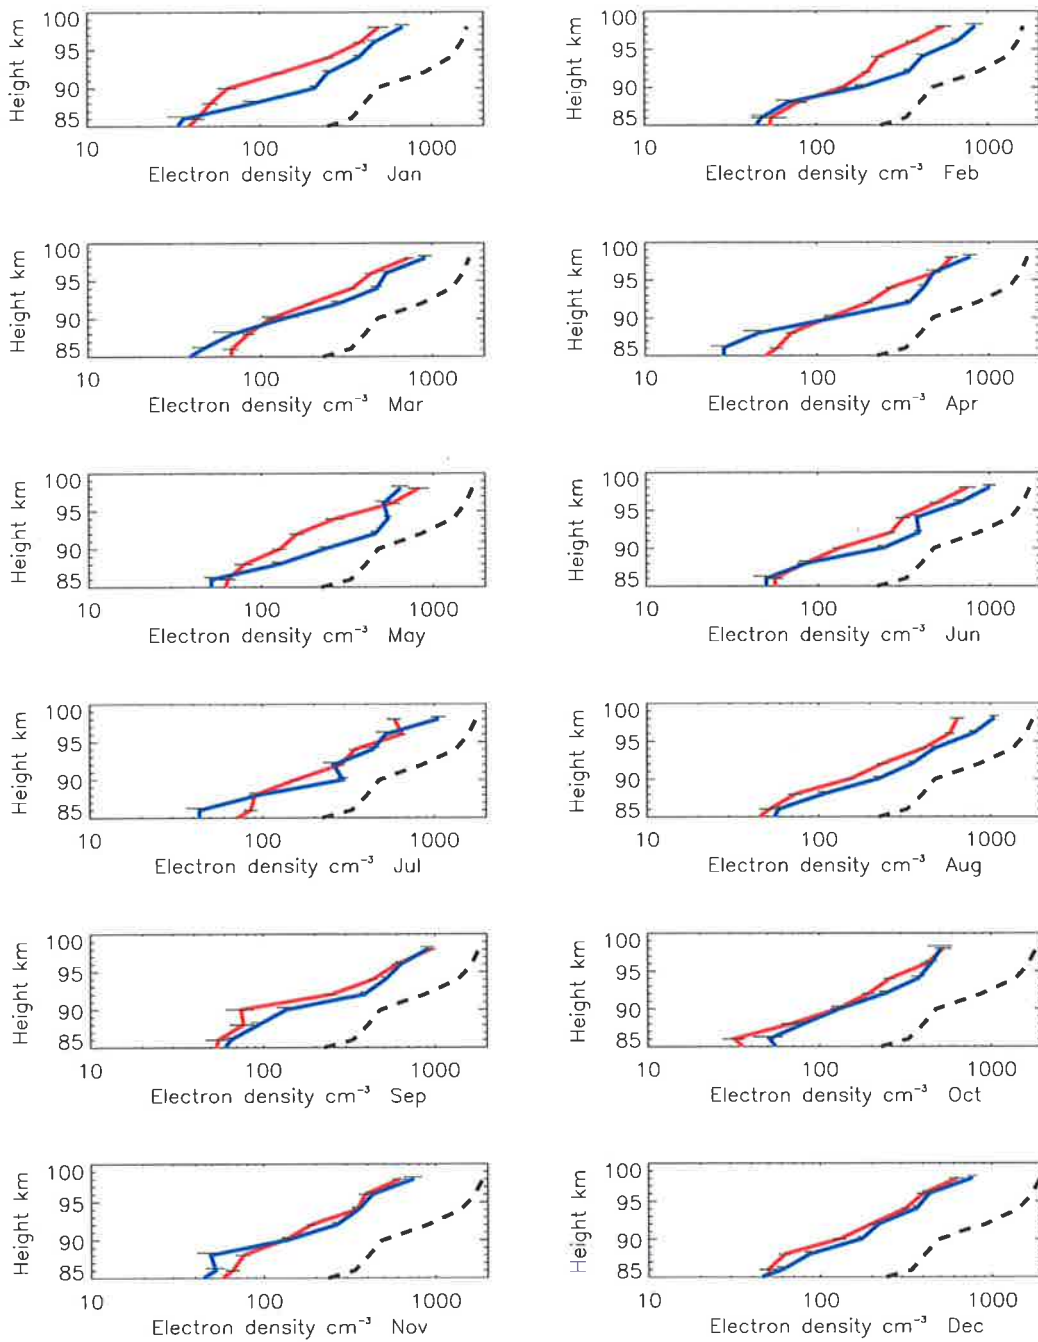 100
95
90
85
Height km
10 100 1000
Electron density cm⁻³ Jan
100
95
90
85
Height km
10 100 1000
Electron density cm⁻³ Feb
100
95
90
85
Height km
10 100 1000
Electron density cm⁻³ Mar
100
95
90
85
Height km
10 100 1000
Electron density cm⁻³ Apr
100
95
90
85
Height km
10 100 1000
Electron density cm⁻³ May
100
95
90
85
Height km
10 100 1000
Electron density cm⁻³ Jun
100
95
90
85
Height km
10 100 1000
Electron density cm⁻³ Jul
100
95
90
85
Height km
10 100 1000
Electron density cm⁻³ Aug
100
95
90
85
Height km
10 100 1000
Electron density cm⁻³ Sep
100
95
90
85
Height km
10 100 1000
Electron density cm⁻³ Oct
100
95
90
85
Height km
10 100 1000
Electron density cm⁻³ Nov
100
95
90
85
Height km
10 100 1000
Electron density cm⁻³ Dec